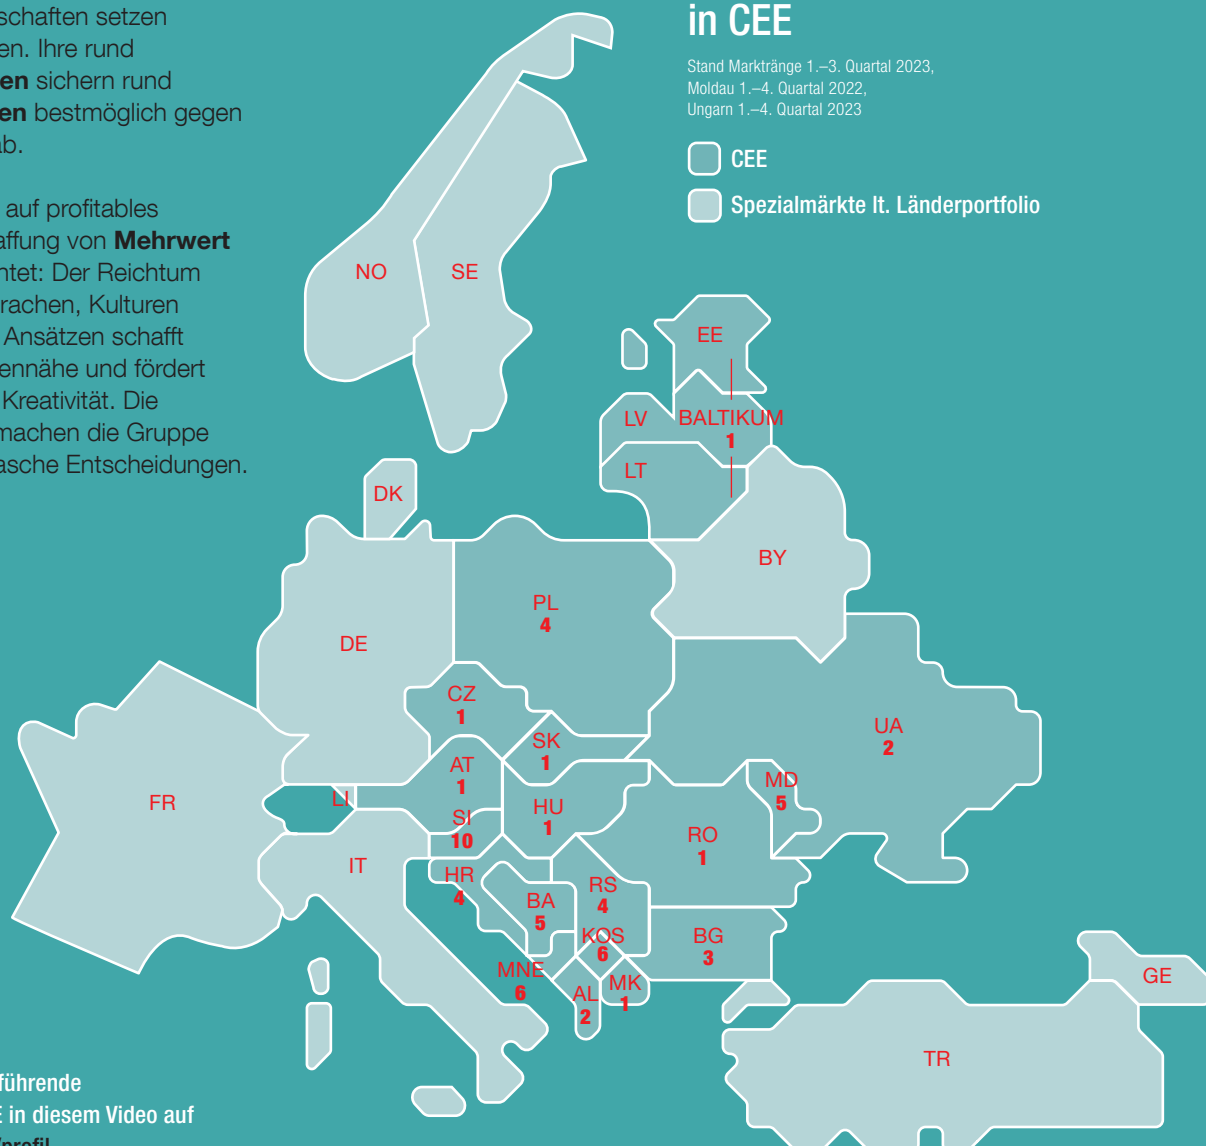 schaften setzen
en. Ihre rund
en sichern rund
en bestmöglich gegen
ab.
auf profitables
affung von Mehrwert
ntet: Der Reichtum
rachen, Kulturen
Ansätzen schafft
ennähe und fördert
Kreativität. Die
machen die Gruppe
asche Entscheidungen.
in CEE
Stand Marktränge 1.–3. Quartal 2023,
Moldau 1.–4. Quartal 2022,
Ungarn 1.–4. Quartal 2023
CEE
Spezialmärkte lt. Länderportfolio
NO
SE
EE
LV
BALTIKUM
1
LT
DK
BY
PL
4
DE
CZ
1
UA
2
SK
1
AT
1
MD
5
LI
FR
HU
1
SI
10
RO
1
IT
HR
4
RS
4
BA
5
KOS
6
BG
3
MNE
6
AL
2
MK
1
GE
TR
führende
E in diesem Video auf
/profil